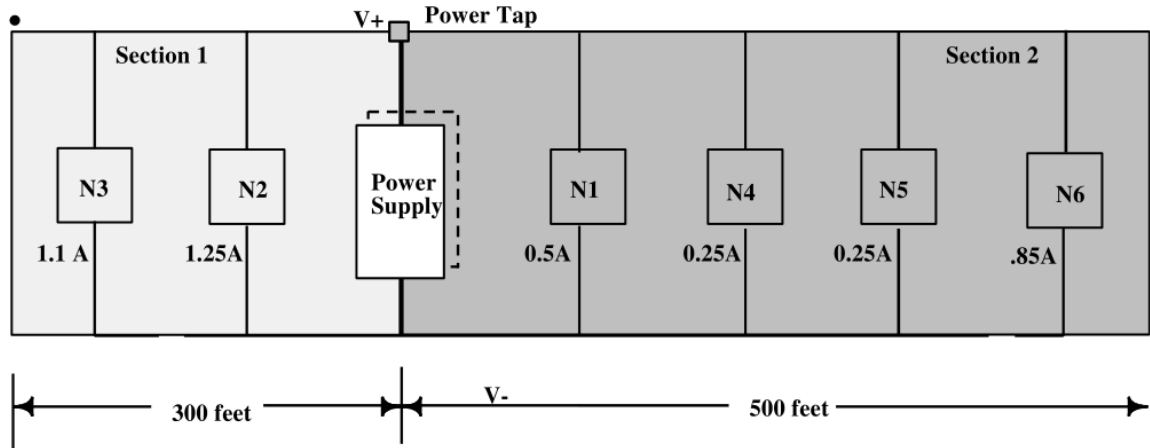 V+
Power Tap
Section 1
Section 2
N3
N2
Power
Supply
N1
N4
N5
N6
1.1 A
1.25A
0.5A
0.25A
0.25A
.85A
V-
300 feet
500 feet